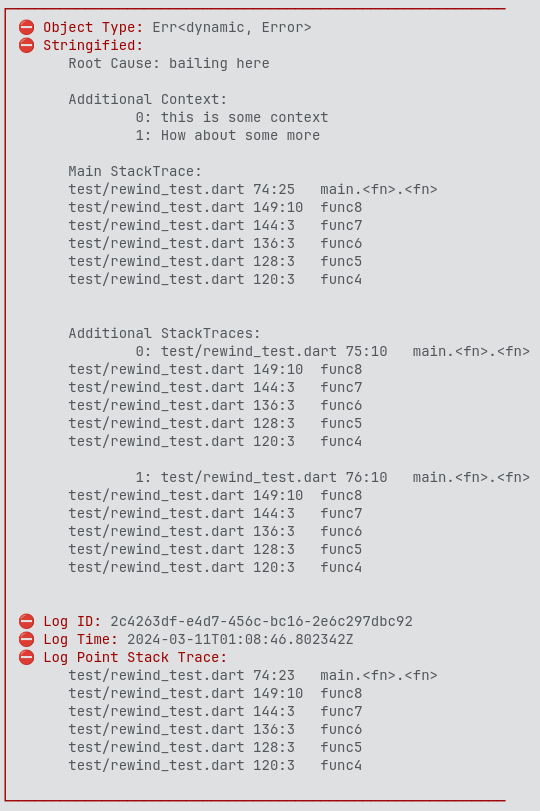 ⛔ Object Type: Err<dynamic, Error>
⛔ Stringified:
Root Cause: bailing here
Additional Context:
0: this is some context
1: How about some more
Main StackTrace:
test/rewind_test.dart 74:25 main.<fn>.<fn>
test/rewind_test.dart 149:10 func8
test/rewind_test.dart 144:3 func7
test/rewind_test.dart 136:3 func6
test/rewind_test.dart 128:3 func5
test/rewind_test.dart 120:3 func4
Additional StackTraces:
0: test/rewind_test.dart 75:10 main.<fn>.<fn>
test/rewind_test.dart 149:10 func8
test/rewind_test.dart 144:3 func7
test/rewind_test.dart 136:3 func6
test/rewind_test.dart 128:3 func5
test/rewind_test.dart 120:3 func4
1: test/rewind_test.dart 76:10 main.<fn>.<fn>
test/rewind_test.dart 149:10 func8
test/rewind_test.dart 144:3 func7
test/rewind_test.dart 136:3 func6
test/rewind_test.dart 128:3 func5
test/rewind_test.dart 120:3 func4
⛔ Log ID: 2c4263df-e4d7-456c-bc16-2e6c297dbc92
⛔ Log Time: 2024-03-11T01:08:46.802342Z
⛔ Log Point Stack Trace:
test/rewind_test.dart 74:23 main.<fn>.<fn>
test/rewind_test.dart 149:10 func8
test/rewind_test.dart 144:3 func7
test/rewind_test.dart 136:3 func6
test/rewind_test.dart 128:3 func5
test/rewind_test.dart 120:3 func4